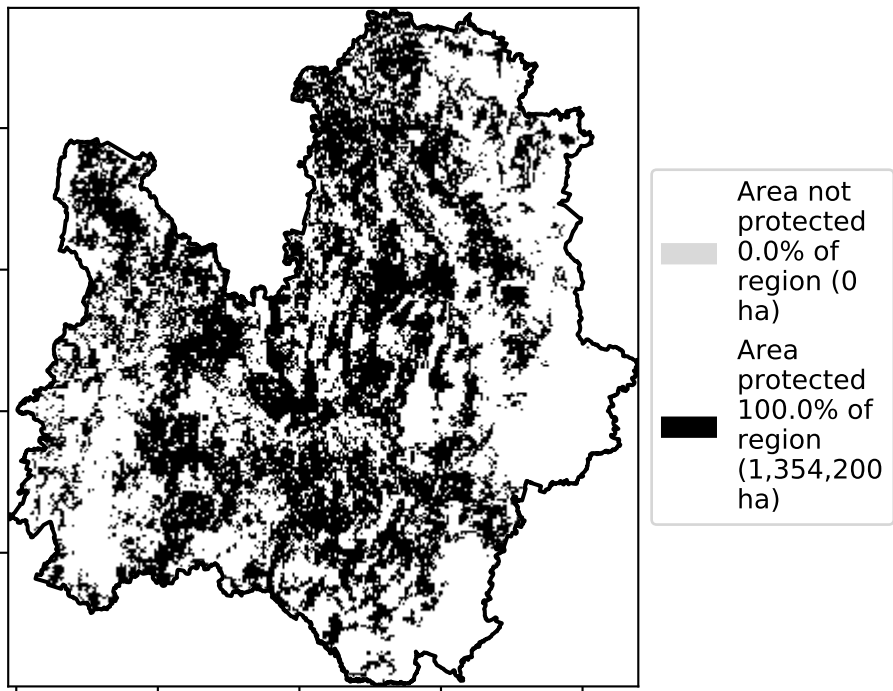 Area not
protected
0.0% of
region (0
ha)
Area
protected
100.0% of
region
(1,354,200
ha)